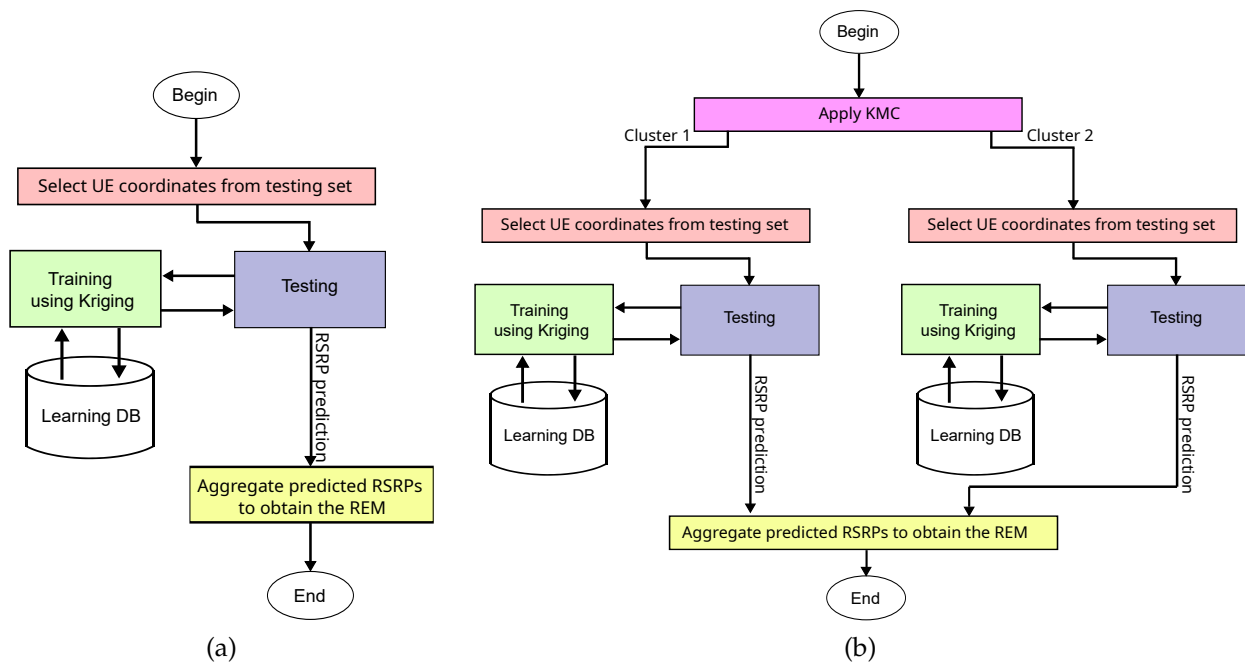 Begin
Select UE coordinates from testing set
Training
using Kriging
Testing
Learning DB
RSRP prediction
Aggregate predicted RSRPs
to obtain the REM
End
(a)
Begin
Apply KMC
Cluster 1
Cluster 2
Select UE coordinates from testing set
Training
using Kriging
Testing
Learning DB
RSRP prediction
Select UE coordinates from testing set
Training
using Kriging
Testing
Learning DB
RSRP prediction
Aggregate predicted RSRPs to obtain the REM
End
(b)